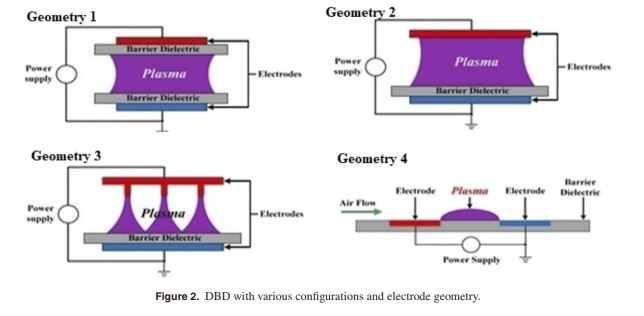 Geometry 1
Barrier Dielectric
Plasma
Power
supply
Electrodes
Barrier Dielectric
Geometry 2
Plasma
Power
supply
Electrodes
Barrier Dielectric
Geometry 3
Power
supply
Plasma
Electrodes
Barrier Dielectric
Geometry 4
Air Flow
Electrode
Plasma
Electrode
Barrier
Dielectric
Power Supply
Figure 2. DBD with various configurations and electrode geometry.